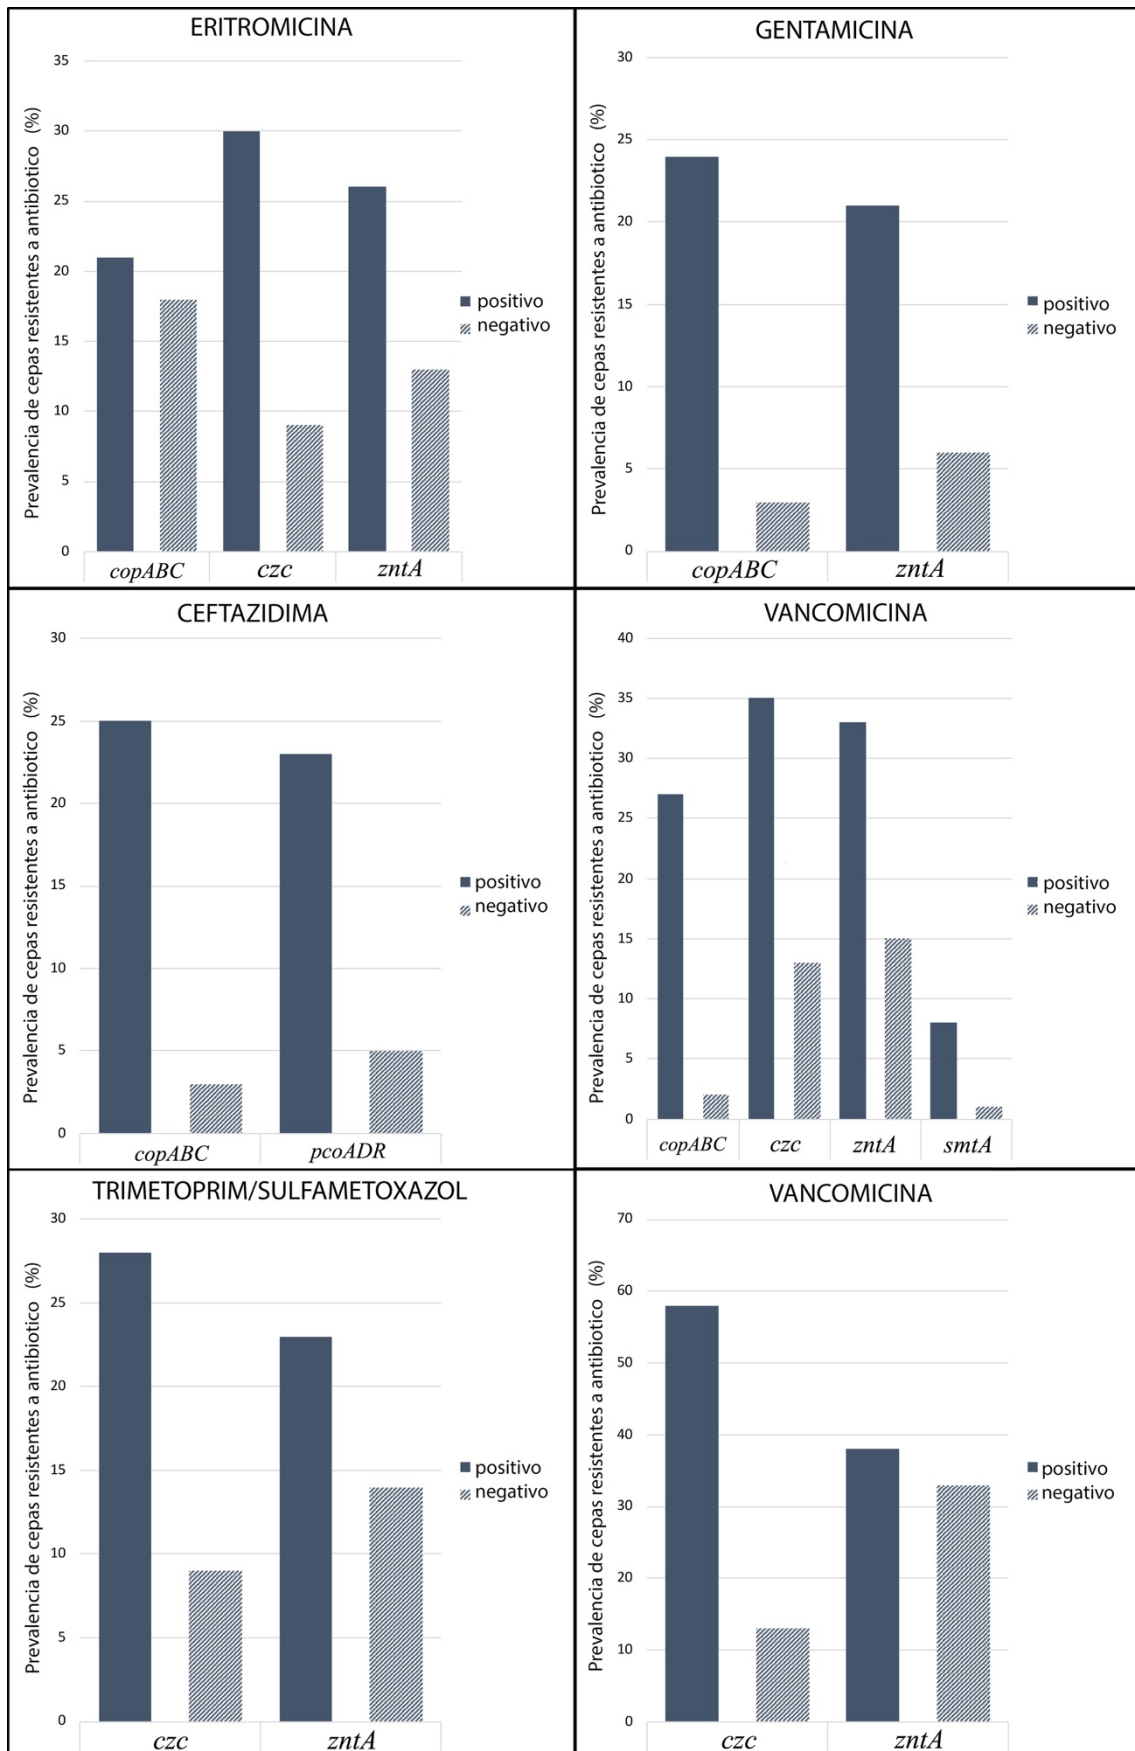 ERITROMICINA
Prevalencia de cepas resistentes a antibiotico (%)
35
30
25
20
15
10
5
0
copABC czc zntA
positivo
negativo
GENTAMICINA
Prevalencia de cepas resistentes a antibiotico (%)
30
25
20
15
10
5
0
copABC zntA
positivo
negativo
CEFTAZIDIMA
Prevalencia de cepas resistentes a antibiotico (%)
30
25
20
15
10
5
0
copABC pcoADR
positivo
negativo
VANCOMICINA
Prevalencia de cepas resistentes a antibiotico (%)
40
35
30
25
20
15
10
5
0
copABC czc zntA smtA
positivo
negativo
TRIMETOPRIM/SULFAMETOXAZOL
Prevalencia de cepas resistentes a antibiotico (%)
30
25
20
15
10
5
0
czc zntA
positivo
negativo
VANCOMICINA
Prevalencia de cepas resistentes a antibiotico (%)
70
60
50
40
30
20
10
0
czc zntA
positivo
negativo